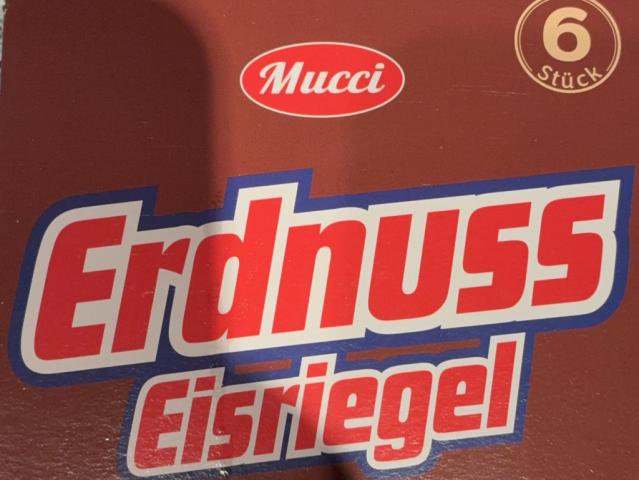 6
Stück
Mucci
Erdnuss
Eisriegel